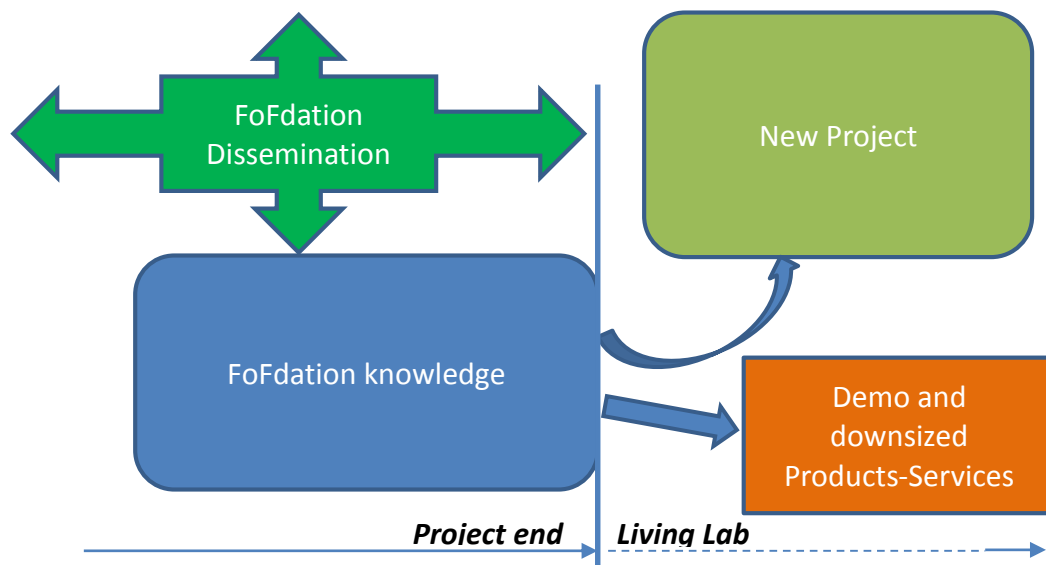 FoFdation
Dissemination
New Project
FoFdation knowledge
Demo and
downsized
Products-Services
Project end
Living Lab